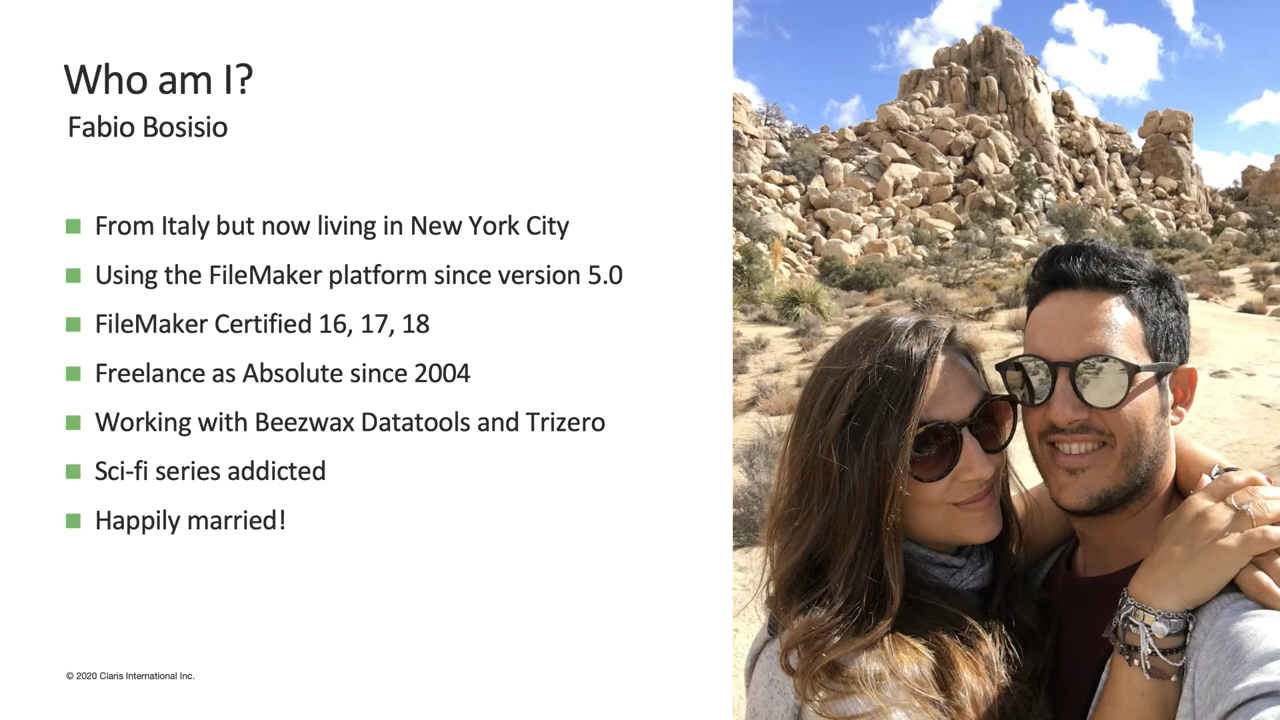 Who am I?
Fabio Bosisio
From Italy but now living in New York City
Using the FileMaker platform since version 5.0
FileMaker Certified 16, 17, 18
Freelance as Absolute since 2004
Working with Beezwax Datatools and Trizero
Sci-fi series addicted
Happily married!
© 2020 Claris International Inc.